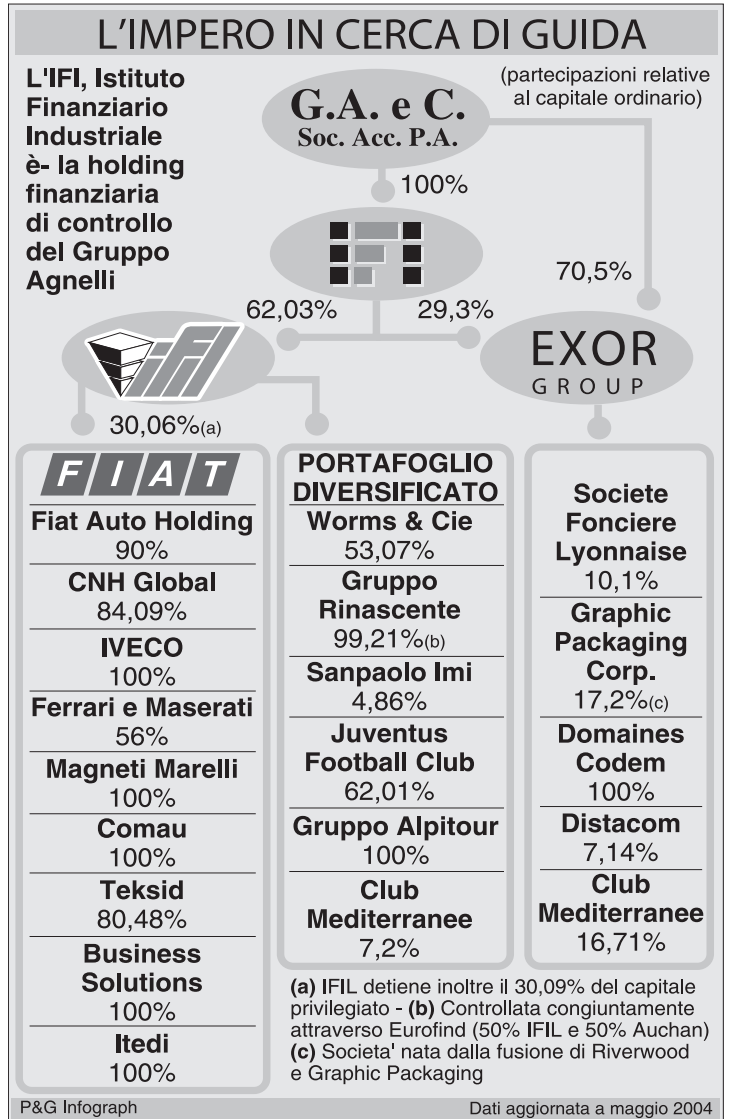 L'IMPERO IN CERCA DI GUIDA
L'IFI, Istituto
Finanziario
Industriale
è- la holding
finanziaria
di controllo
del Gruppo
Agnelli
(partecipazioni relative
al capitale ordinario)
G.A. e C.
Soc. Acc. P.A.
100%
IFI
70,5%
62,03%
29,3%
ifil
EXOR
GROUP
30,06%(a)
FIAT
Fiat Auto Holding
90%
CNH Global
84,09%
IVECO
100%
Ferrari e Maserati
56%
Magneti Marelli
100%
Comau
100%
Teksid
80,48%
Business
Solutions
100%
Itedi
100%
PORTAFOGLIO
DIVERSIFICATO
Worms & Cie
53,07%
Gruppo
Rinascente
99,21%(b)
Sanpaolo Imi
4,86%
Juventus
Football Club
62,01%
Gruppo Alpitour
100%
Club
Mediterranee
7,2%
Societe
Fonciere
Lyonnaise
10,1%
Graphic
Packaging
Corp.
17,2%(c)
Domaines
Codem
100%
Distacom
7,14%
Club
Mediterranee
16,71%
(a) IFIL detiene inoltre il 30,09% del capitale
privilegiato - (b) Controllata congiuntamente
attraverso Eurofind (50% IFIL e 50% Auchan)
(c) Societa' nata dalla fusione di Riverwood
e Graphic Packaging
P&G Infograph
Dati aggiornata a maggio 2004